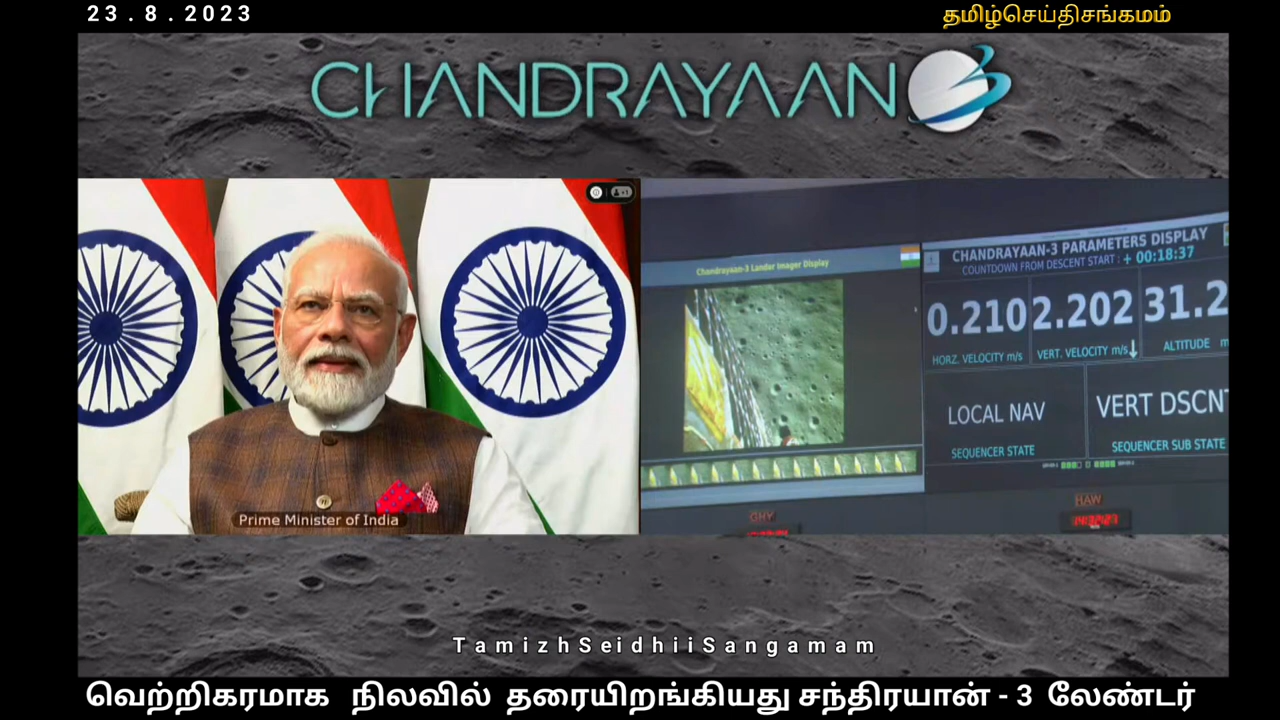 23.8.2023
தமிழ்செய்திசங்கமம்
CHANDRAYAAN 3
Prime Minister of India
Chandrayaan-3 Lander Imager Display
CHANDRAYAAN-3 PARAMETERS DISPLAY
COUNTDOWN FROM DESCENT START : + 00:18:37
0.210 2.202 31.2
HORZ. VELOCITY m/s VERT. VELOCITY m/s ALTITUDE m
LOCAL NAV VERT DSCNT
SEQUENCER STATE SEQUENCER SUB STATE
HAW
TamizhSeidhiiSangamam
வெற்றிகரமாக நிலவில் தரையிறங்கியது சந்திரயான் - 3 லேண்டர்